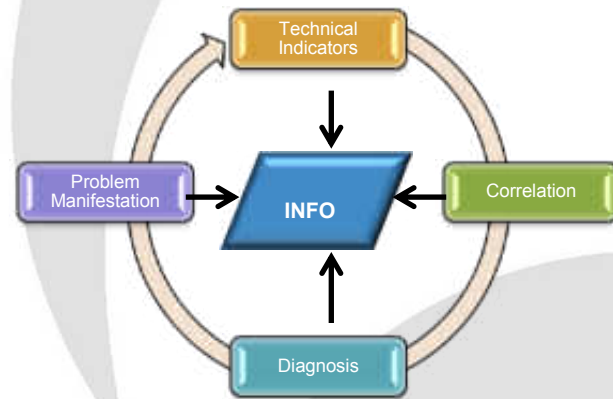 Technical
Indicators
Problem
Manifestation
INFO
Correlation
Diagnosis